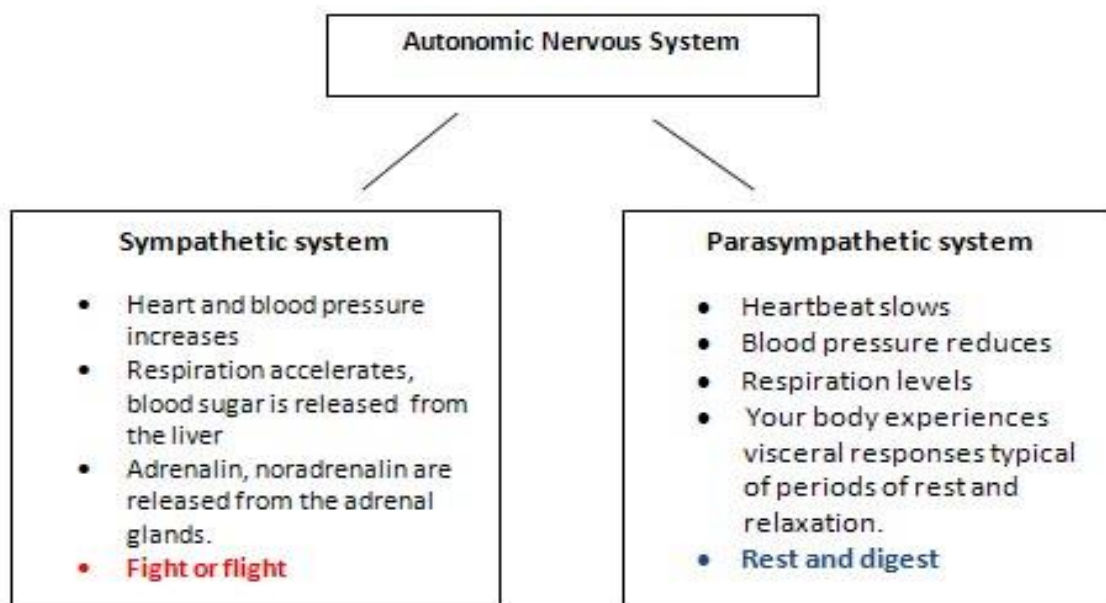 Autonomic Nervous System
Sympathetic system
• Heart and blood pressure
increases
• Respiration accelerates,
blood sugar is released from
the liver
• Adrenalin, noradrenalin are
released from the adrenal
glands.
• Fight or flight
Parasympathetic system
• Heartbeat slows
• Blood pressure reduces
• Respiration levels
• Your body experiences
visceral responses typical
of periods of rest and
relaxation.
• Rest and digest